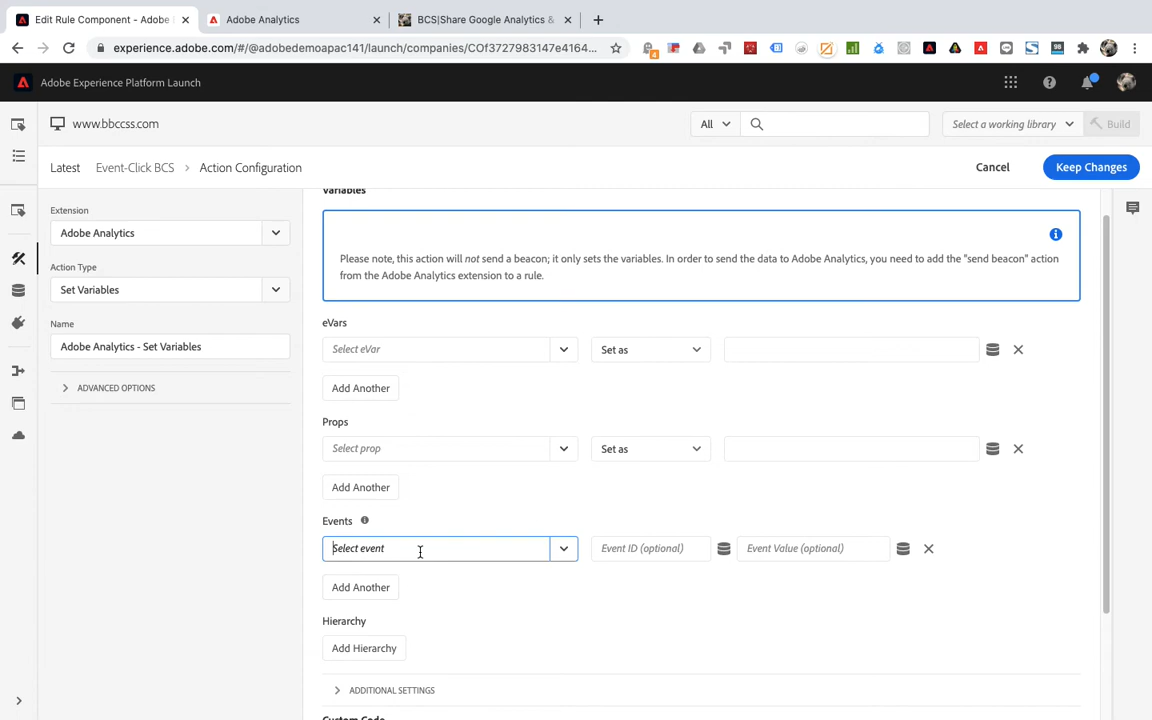 Edit Rule Component - Adobe
Adobe Analytics
BCS|Share Google Analytics &
experience.adobe.com/#/@adobedemoapac141/launch/companies/COf3727983147e4164...
4
98
Adobe Experience Platform Launch
www.bbccss.com
All
Select a working library
Build
Latest
Event-Click BCS
Action Configuration
Cancel
Keep Changes
Extension
Adobe Analytics
Action Type
Set Variables
Name
Adobe Analytics - Set Variables
ADVANCED OPTIONS
Variables
Please note, this action will not send a beacon; it only sets the variables. In order to send the data to Adobe Analytics, you need to add the "send beacon" action
from the Adobe Analytics extension to a rule.
eVars
Select eVar
Set as
Add Another
Props
Select prop
Set as
Add Another
Events
Select event
Event ID (optional)
Event Value (optional)
Add Another
Hierarchy
Add Hierarchy
ADDITIONAL SETTINGS
Custom Code